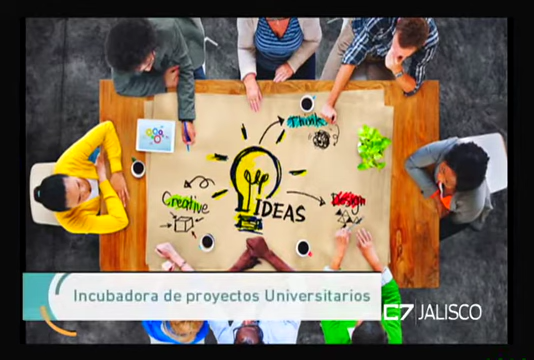 Think
Creative
IDEAS
Design
Incubadora de proyectos Universitarios
C7 JALISCO